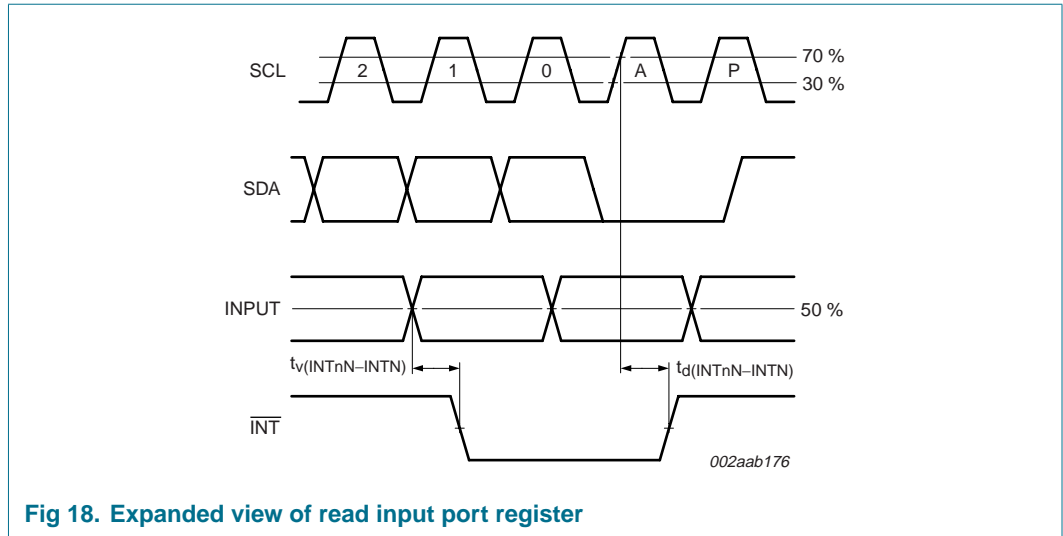 SCL 2 1 0 A P 70 %
30 %
SDA
INPUT 50 %
tv(INTnN–INTN) td(INTnN–INTN)
INT
002aab176
Fig 18. Expanded view of read input port register